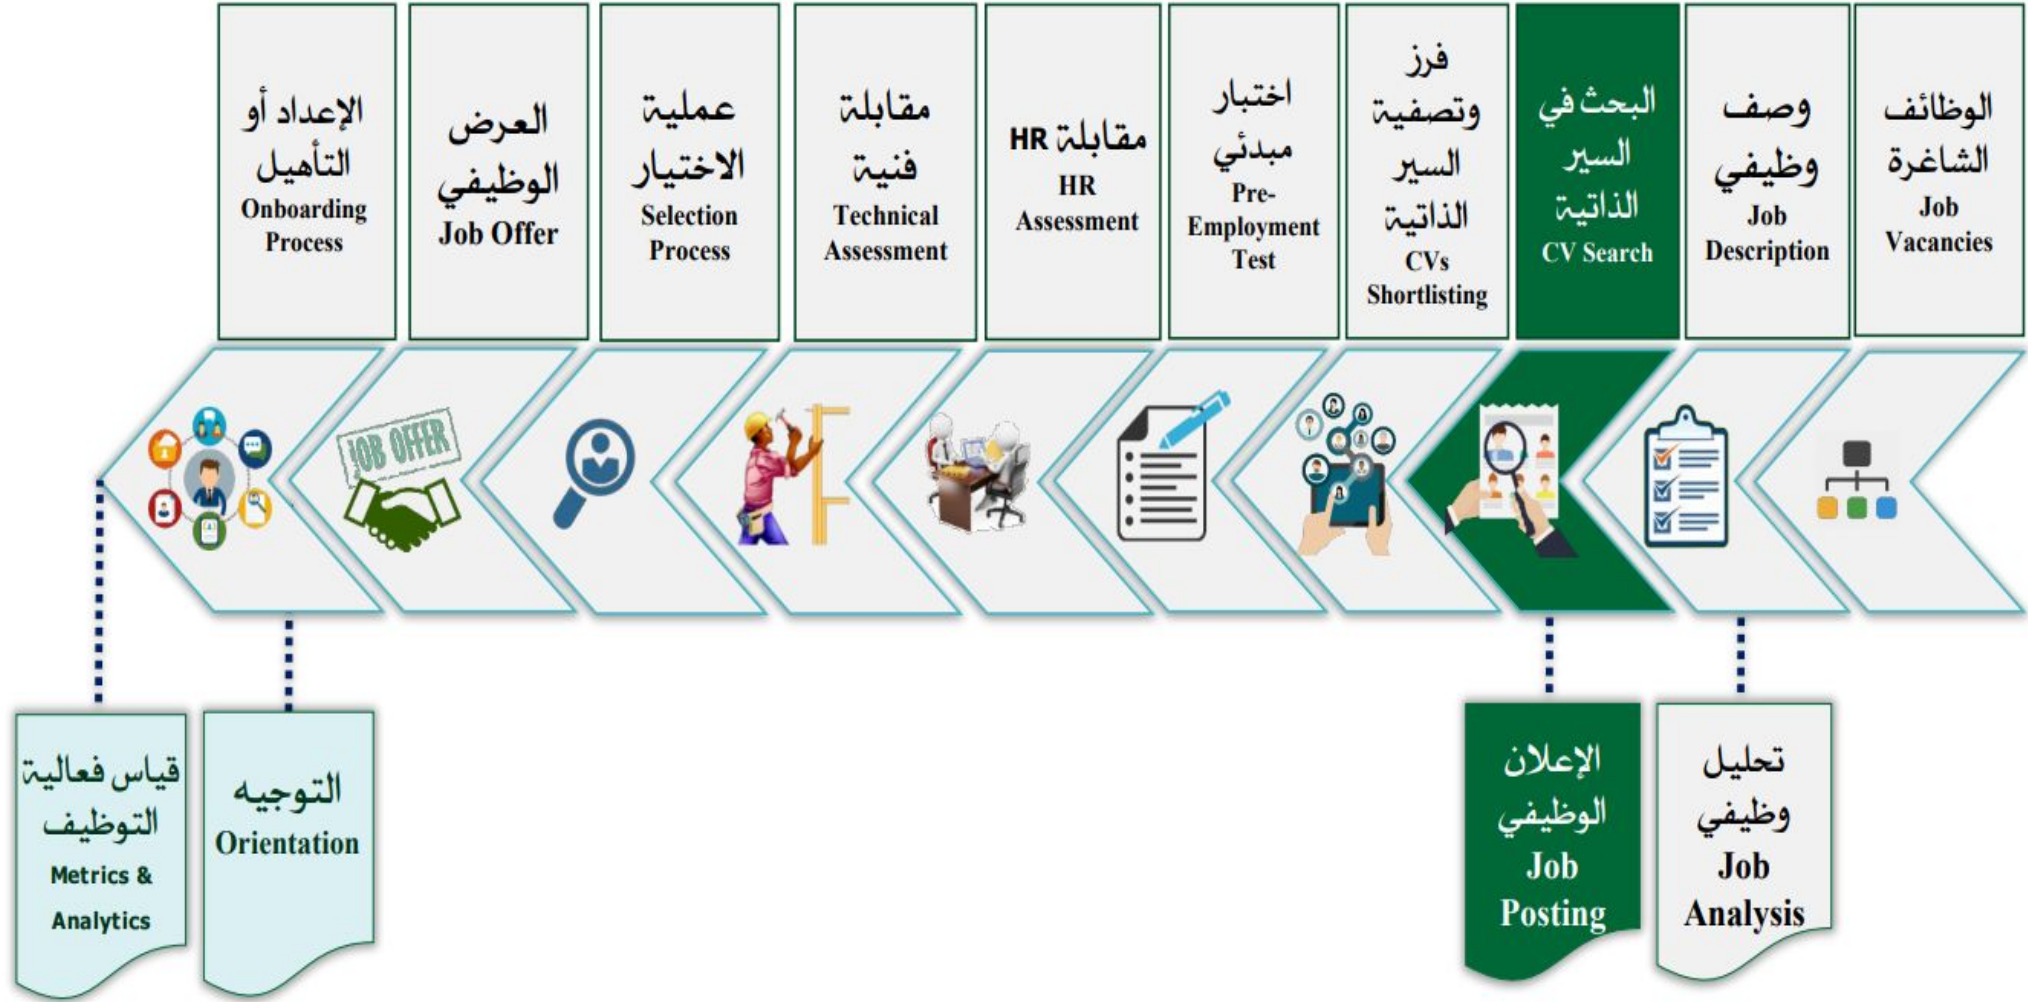 الوظائف
الشاغرة
Job
Vacancies
وصف
وظيفي
Job
Description
البحث في
السير
الذاتية
CV Search
فرز
وتصفية
السير
الذاتية
CVs
Shortlisting
اختبار
مبدئي
Pre-
Employment
Test
مقابلة HR
HR
Assessment
مقابلة
فنية
Technical
Assessment
عملية
الاختيار
Selection
Process
العرض
الوظيفي
Job Offer
الإعداد أو
التأهيل
Onboarding
Process
JOB OFFER
تحليل
وظيفي
Job
Analysis
الإعلان
الوظيفي
Job
Posting
التوجيه
Orientation
قياس فعالية
التوظيف
Metrics &
Analytics